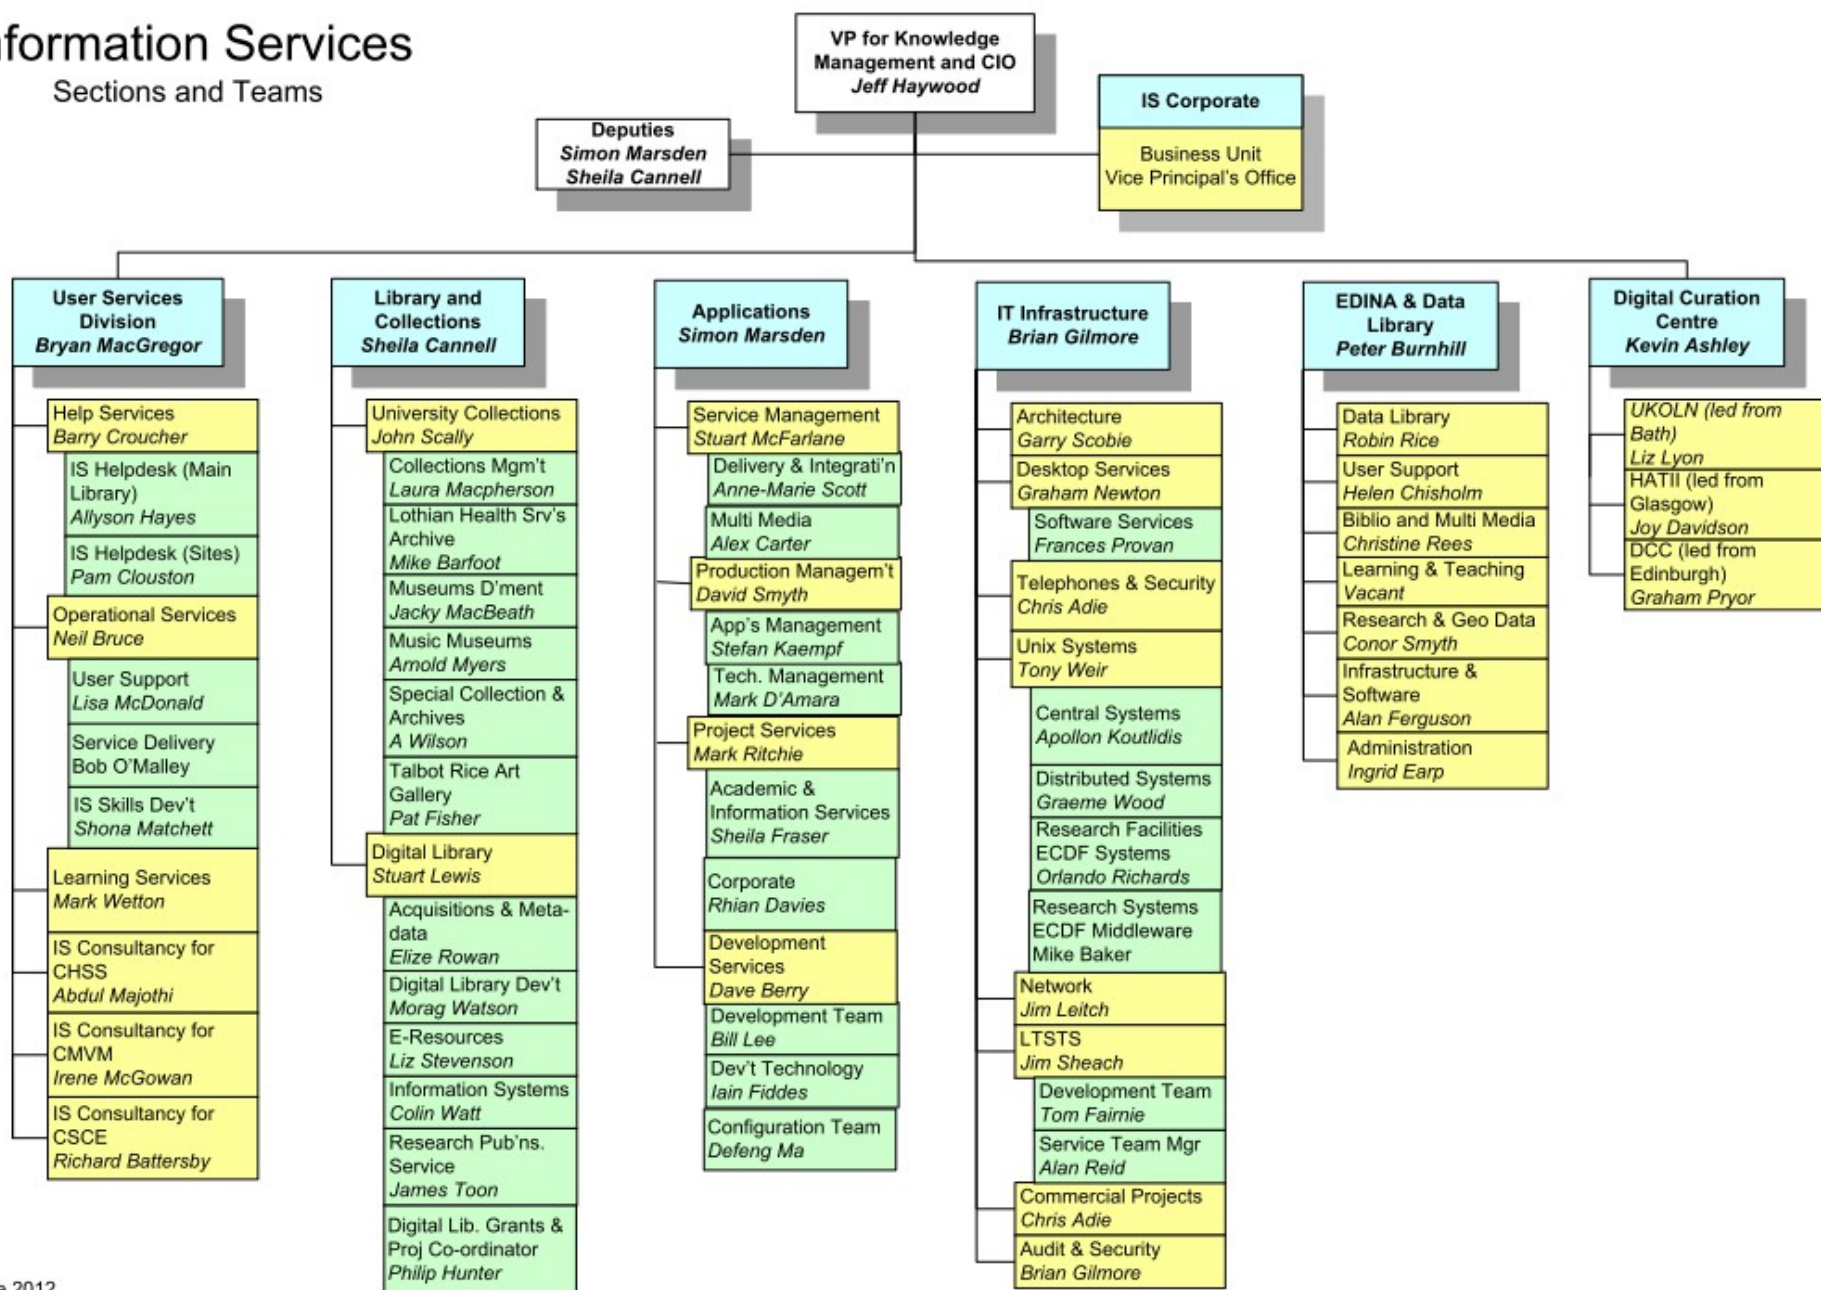 nformation Services
Sections and Teams
VP for Knowledge
Management and CIO
Jeff Haywood
Deputies
Simon Marsden
Sheila Cannell
IS Corporate
Business Unit
Vice Principal's Office
User Services
Division
Bryan MacGregor
Help Services
Barry Croucher
IS Helpdesk (Main
Library)
Allyson Hayes
IS Helpdesk (Sites)
Pam Clouston
Operational Services
Neil Bruce
User Support
Lisa McDonald
Service Delivery
Bob O'Malley
IS Skills Dev't
Shona Matchett
Learning Services
Mark Wetton
IS Consultancy for
CHSS
Abdul Majothi
IS Consultancy for
CMVM
Irene McGowan
IS Consultancy for
CSCE
Richard Battersby
Library and
Collections
Sheila Cannell
University Collections
John Scally
Collections Mgm't
Laura Macpherson
Lothian Health Srv's
Archive
Mike Barfoot
Museums D'ment
Jacky MacBeath
Music Museums
Arnold Myers
Special Collection &
Archives
A Wilson
Talbot Rice Art
Gallery
Pat Fisher
Digital Library
Stuart Lewis
Acquisitions & Meta-
data
Elize Rowan
Digital Library Dev't
Morag Watson
E-Resources
Liz Stevenson
Information Systems
Colin Watt
Research Pub'ns.
Service
James Toon
Digital Lib. Grants &
Proj Co-ordinator
Philip Hunter
Applications
Simon Marsden
Service Management
Stuart McFarlane
Delivery & Integrati'n
Anne-Marie Scott
Multi Media
Alex Carter
Production Managem't
David Smyth
App's Management
Stefan Kaempf
Tech. Management
Mark D'Amara
Project Services
Mark Ritchie
Academic &
Information Services
Sheila Fraser
Corporate
Rhian Davies
Development
Services
Dave Berry
Development Team
Bill Lee
Dev't Technology
Iain Fiddes
Configuration Team
Defeng Ma
IT Infrastructure
Brian Gilmore
Architecture
Garry Scobie
Desktop Services
Graham Newton
Software Services
Frances Provan
Telephones & Security
Chris Adie
Unix Systems
Tony Weir
Central Systems
Apollon Koutlidis
Distributed Systems
Graeme Wood
Research Facilities
ECDF Systems
Orlando Richards
Research Systems
ECDF Middleware
Mike Baker
Network
Jim Leitch
LTSTS
Jim Sheach
Development Team
Tom Fairnie
Service Team Mgr
Alan Reid
Commercial Projects
Chris Adie
Audit & Security
Brian Gilmore
EDINA & Data
Library
Peter Burnhill
Data Library
Robin Rice
User Support
Helen Chisholm
Biblio and Multi Media
Christine Rees
Learning & Teaching
Vacant
Research & Geo Data
Conor Smyth
Infrastructure &
Software
Alan Ferguson
Administration
Ingrid Earp
Digital Curation
Centre
Kevin Ashley
UKOLN (led from
Bath)
Liz Lyon
HATII (led from
Glasgow)
Joy Davidson
DCC (led from
Edinburgh)
Graham Pryor
2012